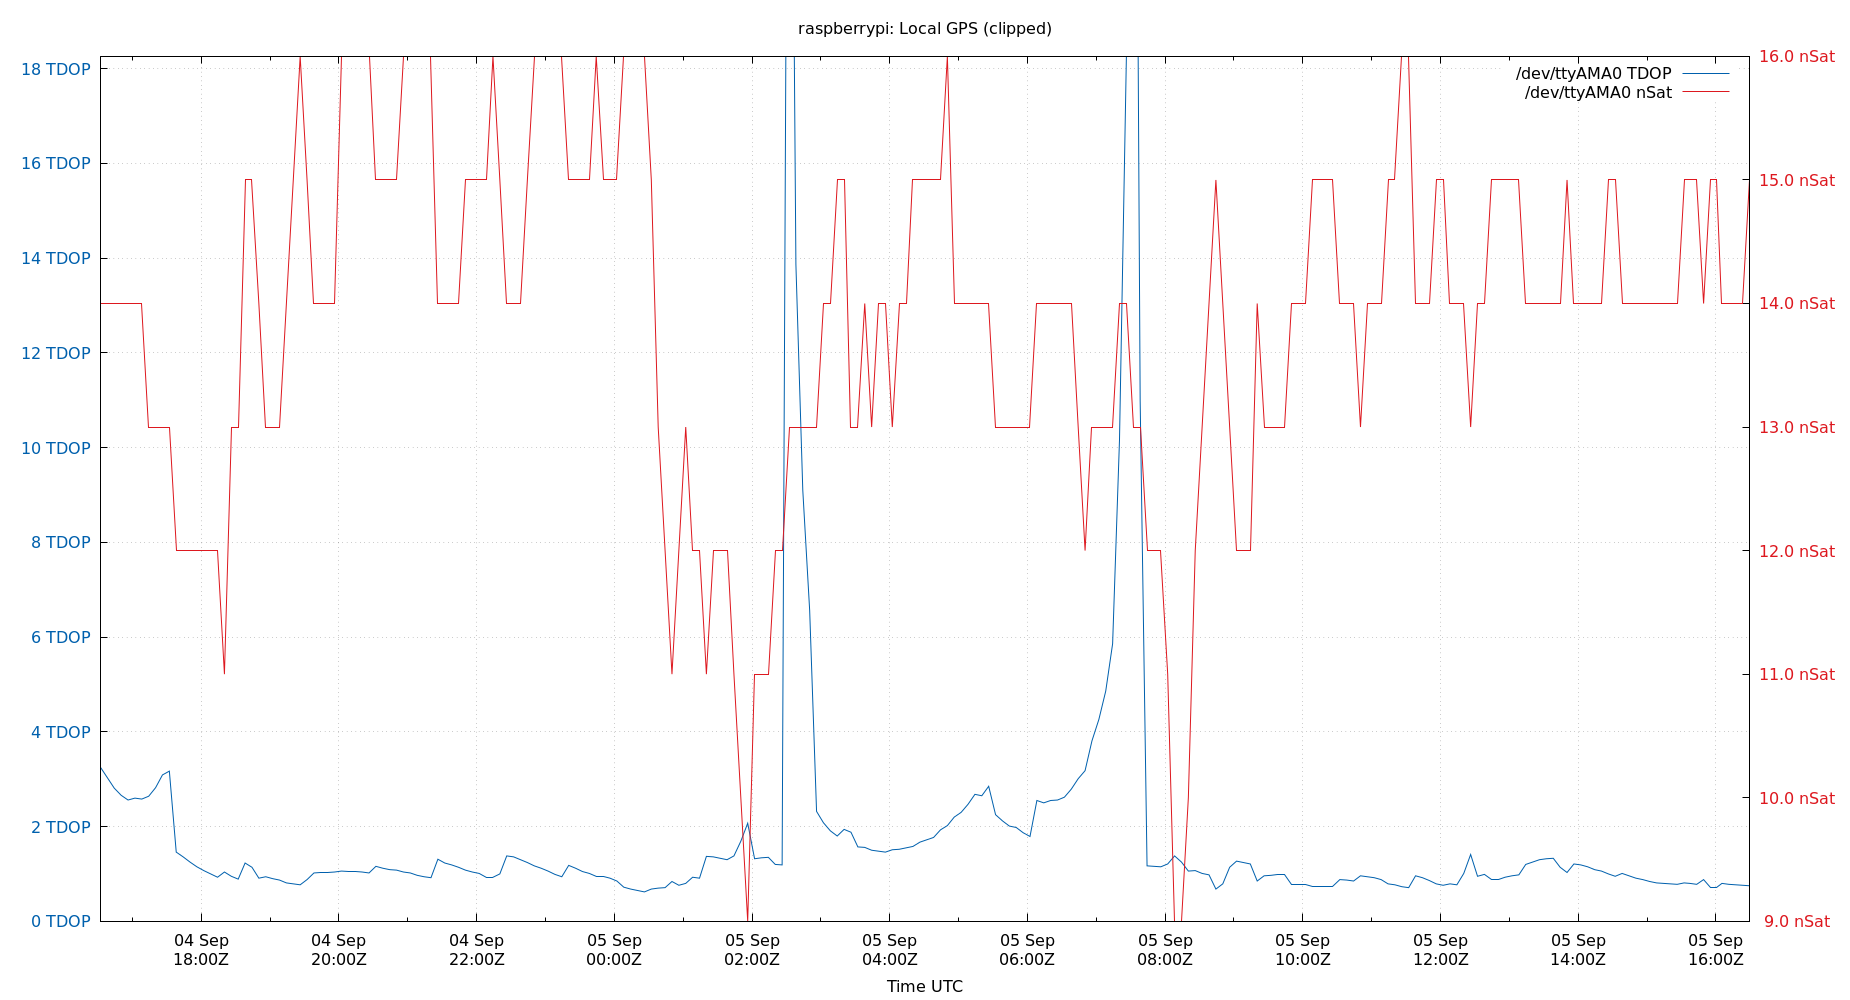 raspberrypi: Local GPS (clipped)
/dev/ttyAMA0 TDOP
/dev/ttyAMA0 nSat
18 TDOP
16 TDOP
14 TDOP
12 TDOP
10 TDOP
8 TDOP
6 TDOP
4 TDOP
2 TDOP
0 TDOP
16.0 nSat
15.0 nSat
14.0 nSat
13.0 nSat
12.0 nSat
11.0 nSat
10.0 nSat
9.0 nSat
04 Sep
18:00Z
04 Sep
20:00Z
04 Sep
22:00Z
05 Sep
00:00Z
05 Sep
02:00Z
05 Sep
04:00Z
05 Sep
06:00Z
05 Sep
08:00Z
05 Sep
10:00Z
05 Sep
12:00Z
05 Sep
14:00Z
05 Sep
16:00Z
Time UTC